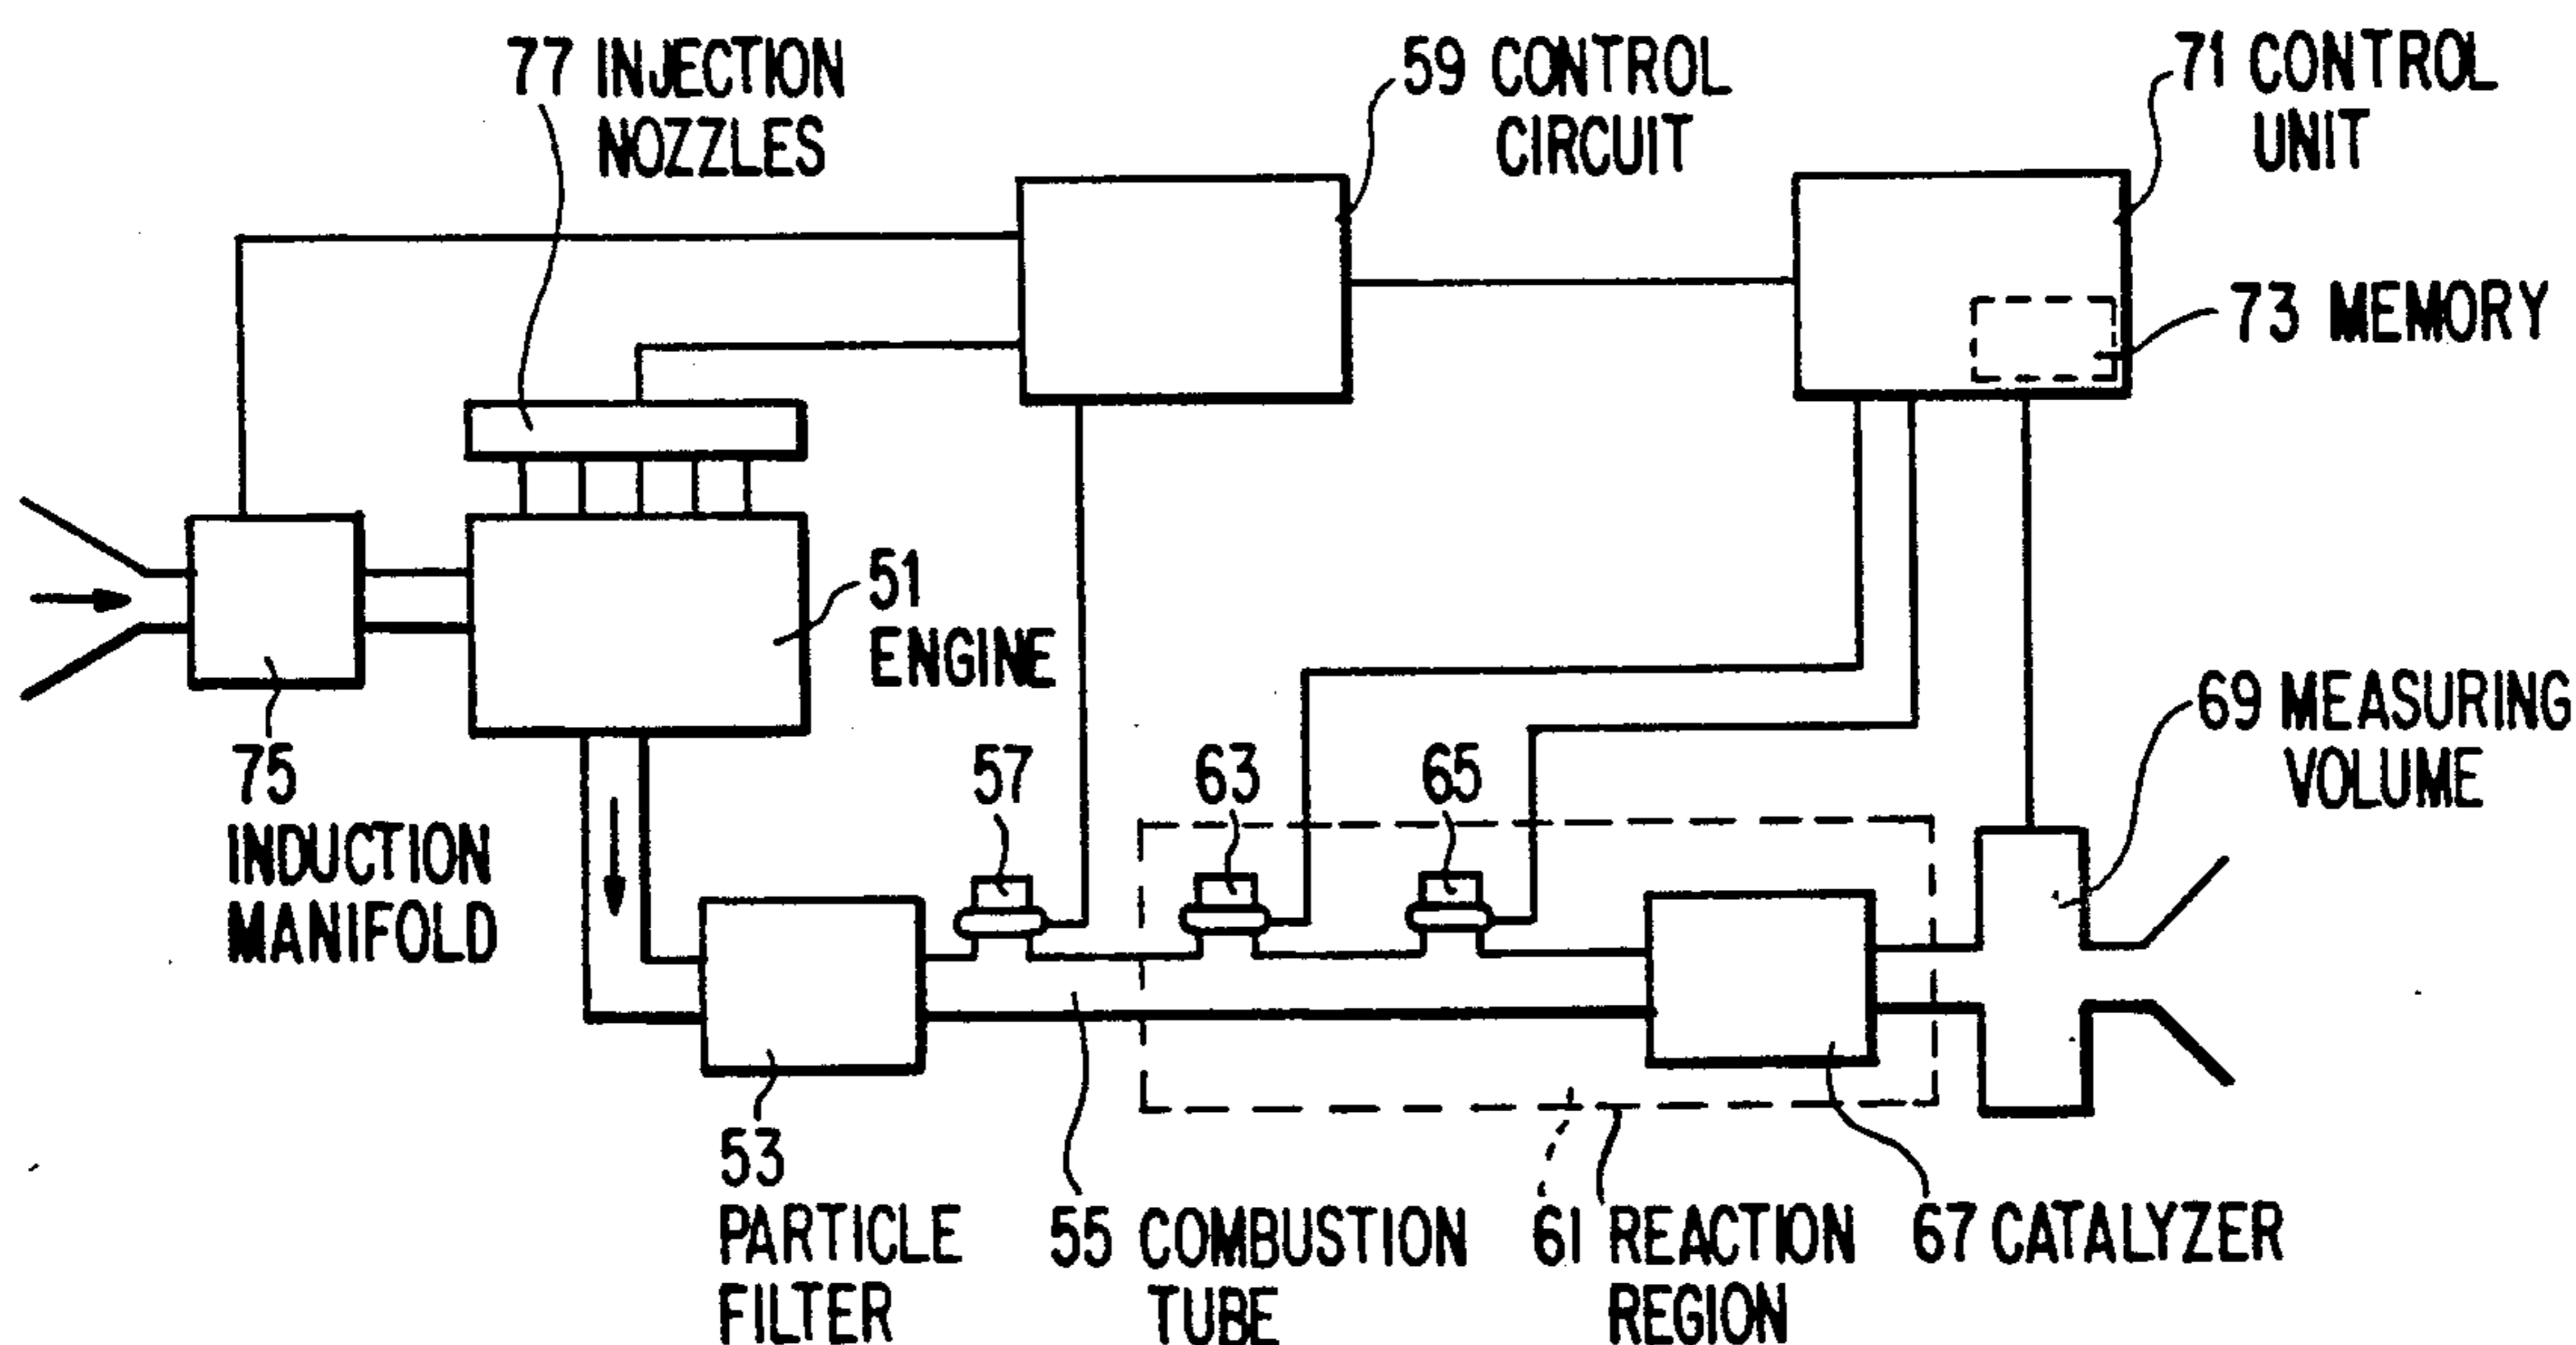 77 INJECTION
NOZZLES
59 CONTROL
CIRCUIT
71 CONTROL
UNIT
73 MEMORY
51
ENGINE
69 MEASURING
VOLUME
75
INDUCTION
MANIFOLD
57
63
65
53
PARTICLE
FILTER
55 COMBUSTION
TUBE
61 REACTION
REGION
67 CATALYZER